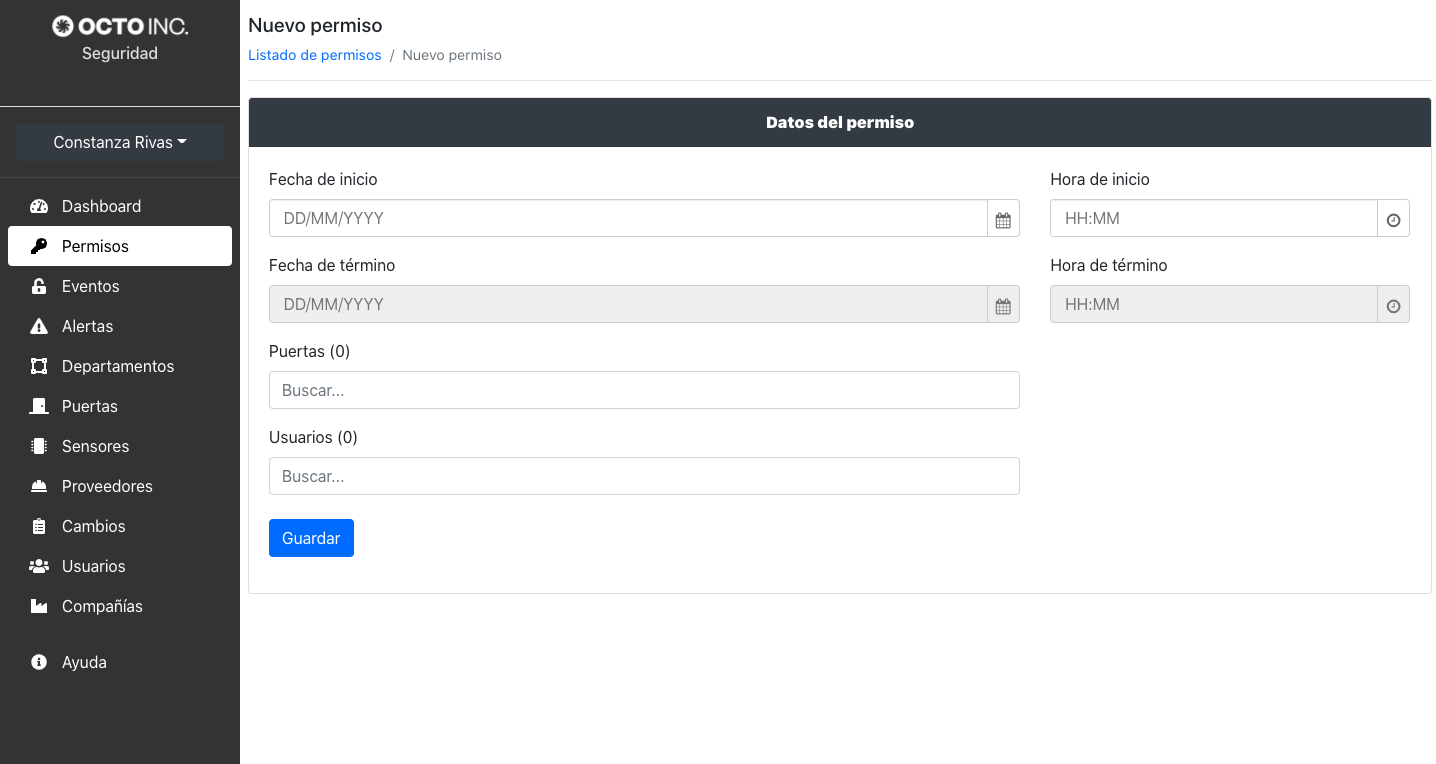 OCTO INC.
Seguridad
Constanza Rivas
Dashboard
Permisos
Eventos
Alertas
Departamentos
Puertas
Sensores
Proveedores
Cambios
Usuarios
Compañías
Ayuda
Nuevo permiso
Listado de permisos / Nuevo permiso
Datos del permiso
Fecha de inicio
DD/MM/YYYY
Hora de inicio
HH:MM
Fecha de término
DD/MM/YYYY
Hora de término
HH:MM
Puertas (0)
Buscar...
Usuarios (0)
Buscar...
Guardar